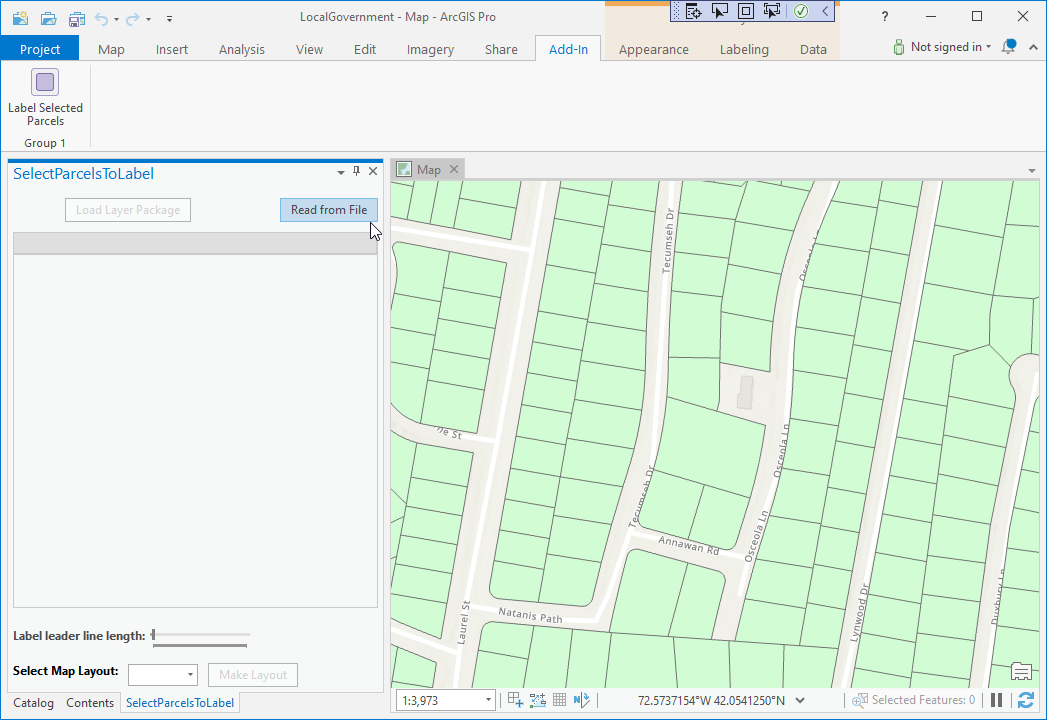 LocalGovernment - Map - ArcGIS Pro
?
Project Map Insert Analysis View Edit Imagery Share Add-In Appearance Labeling Data Not signed in
Label Selected
Parcels
Group 1
SelectParcelsToLabel
Map
Load Layer Package Read from File
Tecumseh Dr
ne St
Osceola Ln
Tecumseh Dr
Osceola Ln
Annawan Rd
Natanis Path
Laurel St
Lynwood Dr
Duxbury Ln
Label leader line length:
Select Map Layout: Make Layout
Catalog Contents SelectParcelsToLabel
1:3,973 72.5737154°W 42.0541250°N Selected Features: 0